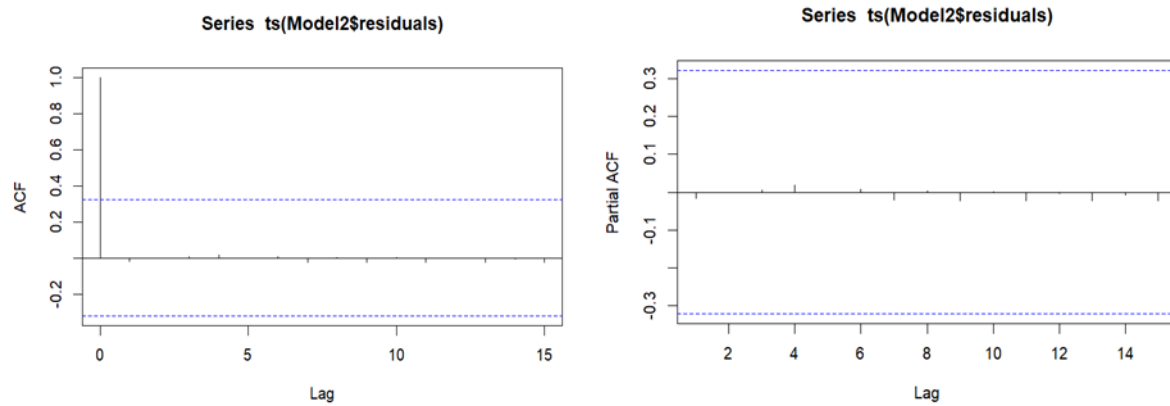 Series ts(Model2$residuals)
ACF
1.0
0.8
0.6
0.4
0.2
-0.2
0 5 10 15
Lag
Series ts(Model2$residuals)
Partial ACF
0.3
0.2
0.1
-0.1
-0.3
2 4 6 8 10 12 14
Lag